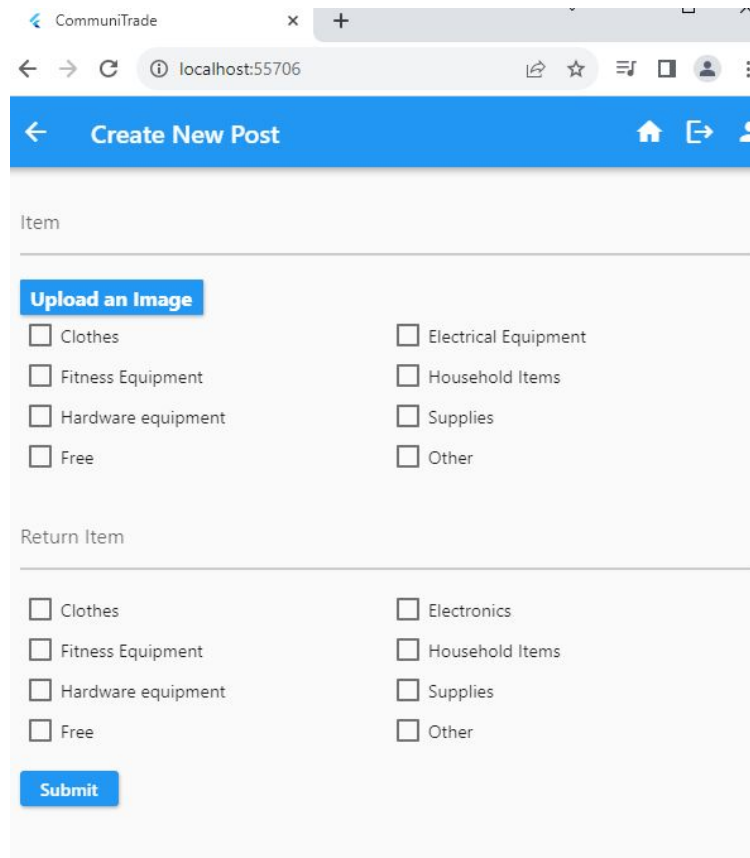 CommuniTrade
localhost:55706
Create New Post
Item
Upload an Image
Clothes Electrical Equipment
Fitness Equipment Household Items
Hardware equipment Supplies
Free Other
Return Item
Clothes Electronics
Fitness Equipment Household Items
Hardware equipment Supplies
Free Other
Submit